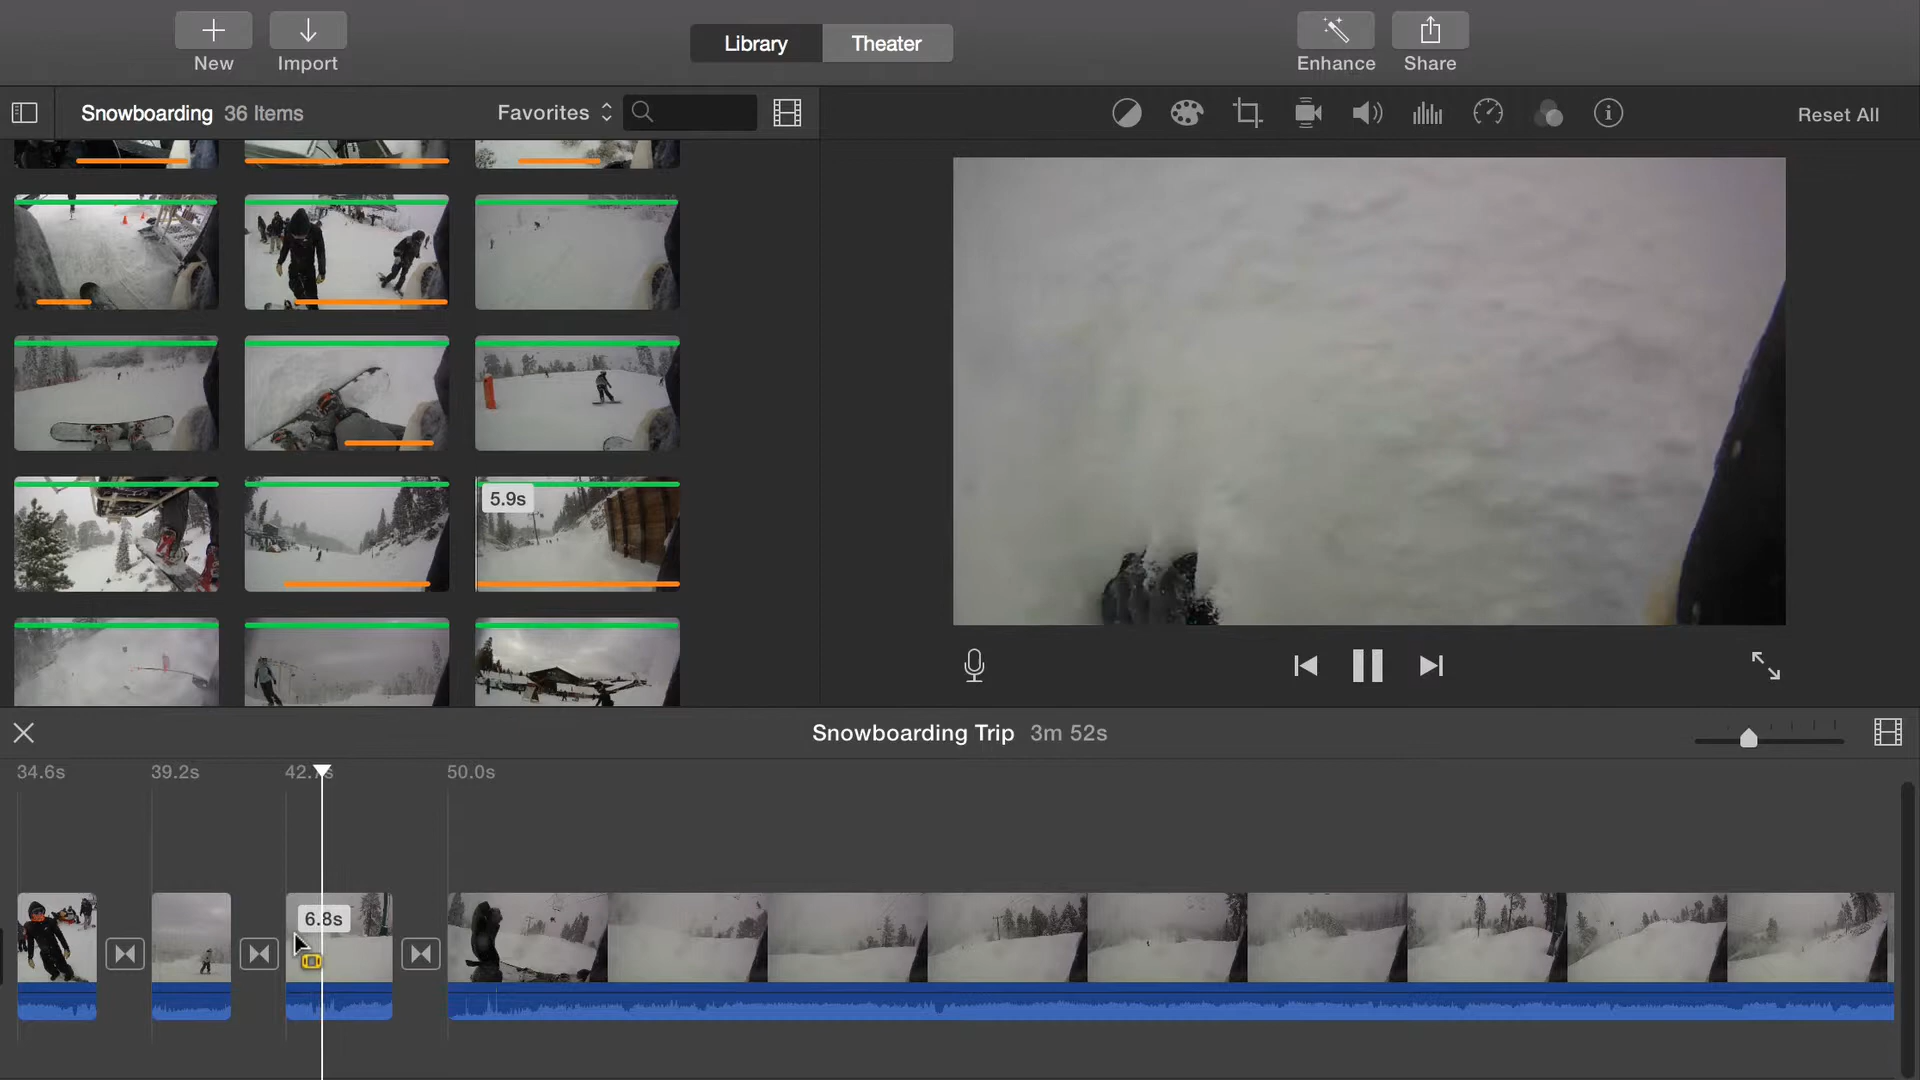 New
Import
Library
Theater
Enhance
Share
Snowboarding 36 Items
Favorites
Reset All
5.9s
Snowboarding Trip 3m 52s
34.6s
39.2s
50.0s
6.8s